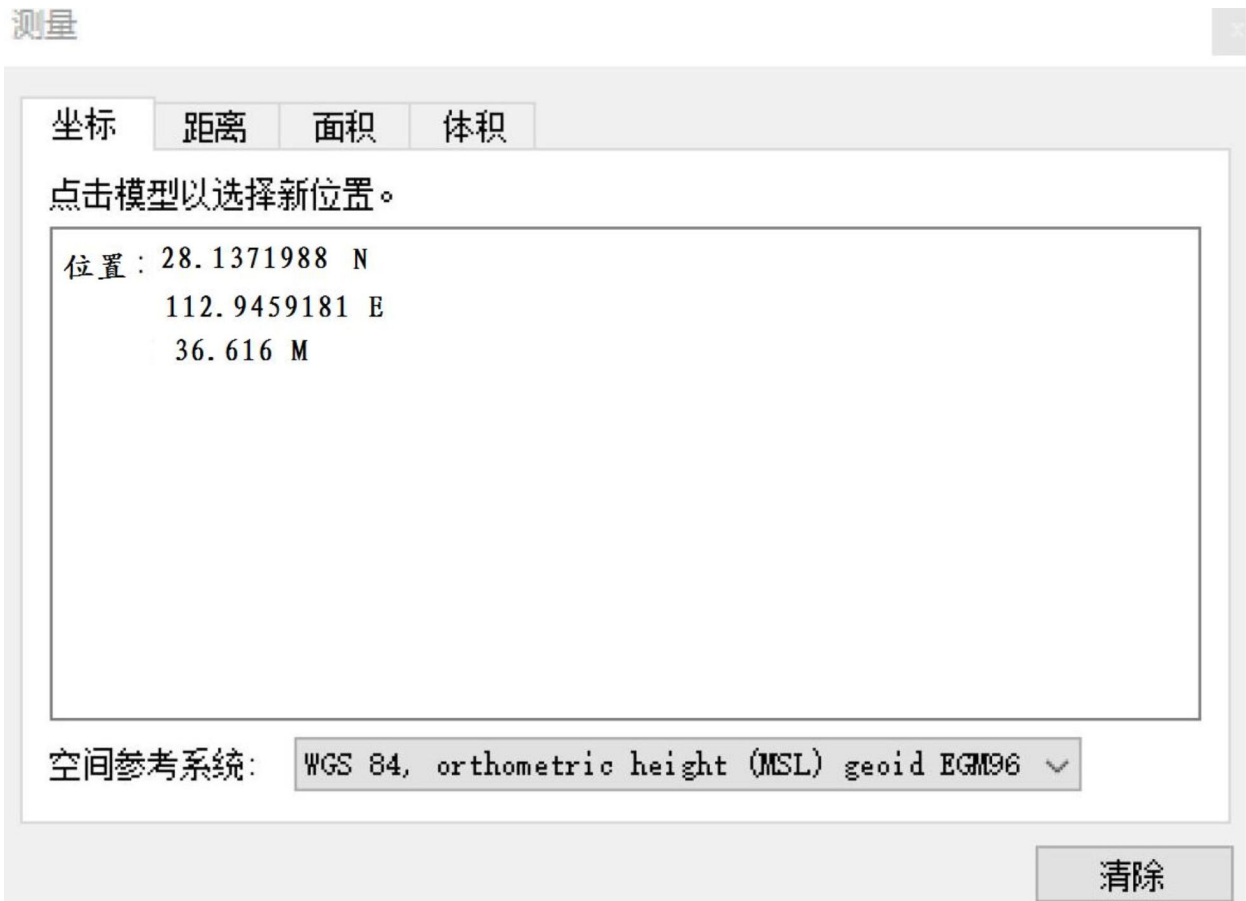 测量
x
坐标 距离 面积 体积
点击模型以选择新位置。
位置：28.1371988 N
112.9459181 E
36.616 M
空间参考系统: WGS 84, orthometric height (MSL) geoid EGM96
清除